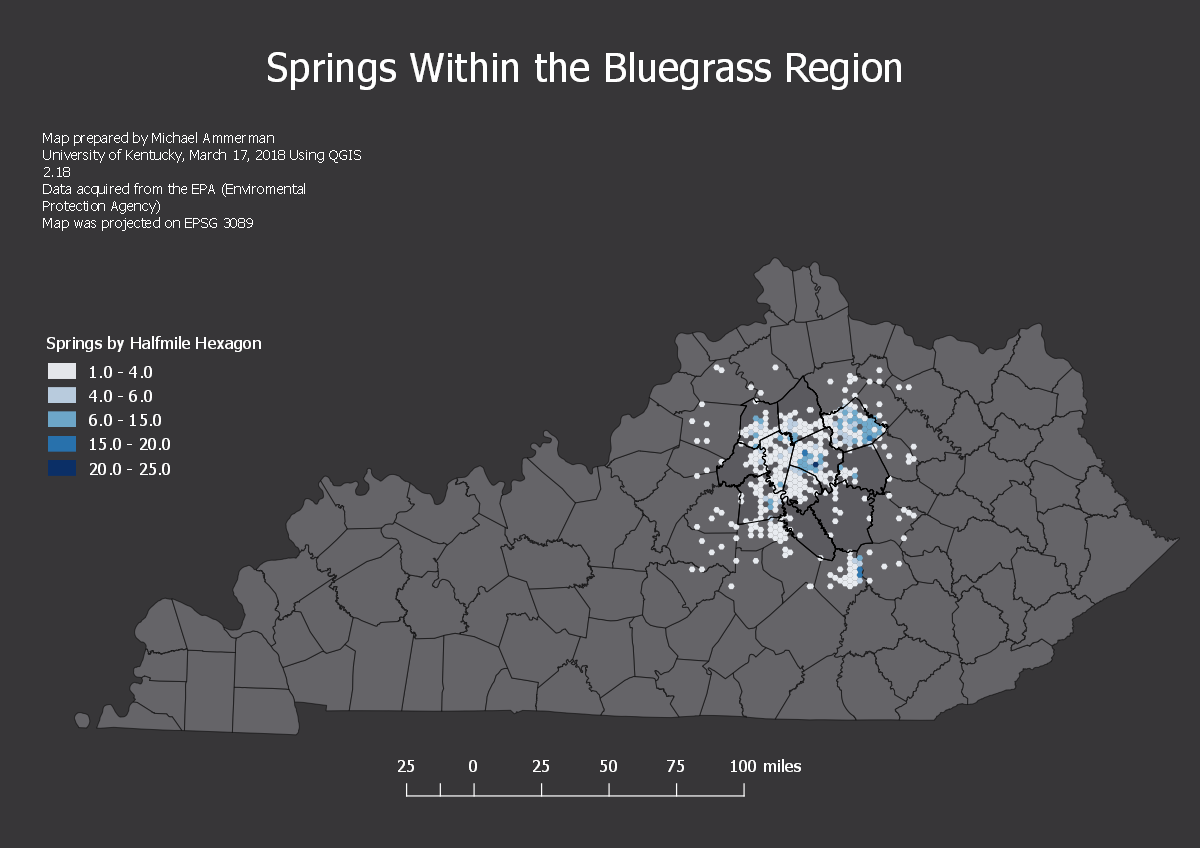 Springs Within the Bluegrass Region
Map prepared by Michael Ammerman
University of Kentucky, March 17, 2018 Using QGIS
2.18
Data acquired from the EPA (Enviromental
Protection Agency)
Map was projected on EPSG 3089
Springs by Halfmile Hexagon
1.0 - 4.0
4.0 - 6.0
6.0 - 15.0
15.0 - 20.0
20.0 - 25.0
25 0 25 50 75 100 miles